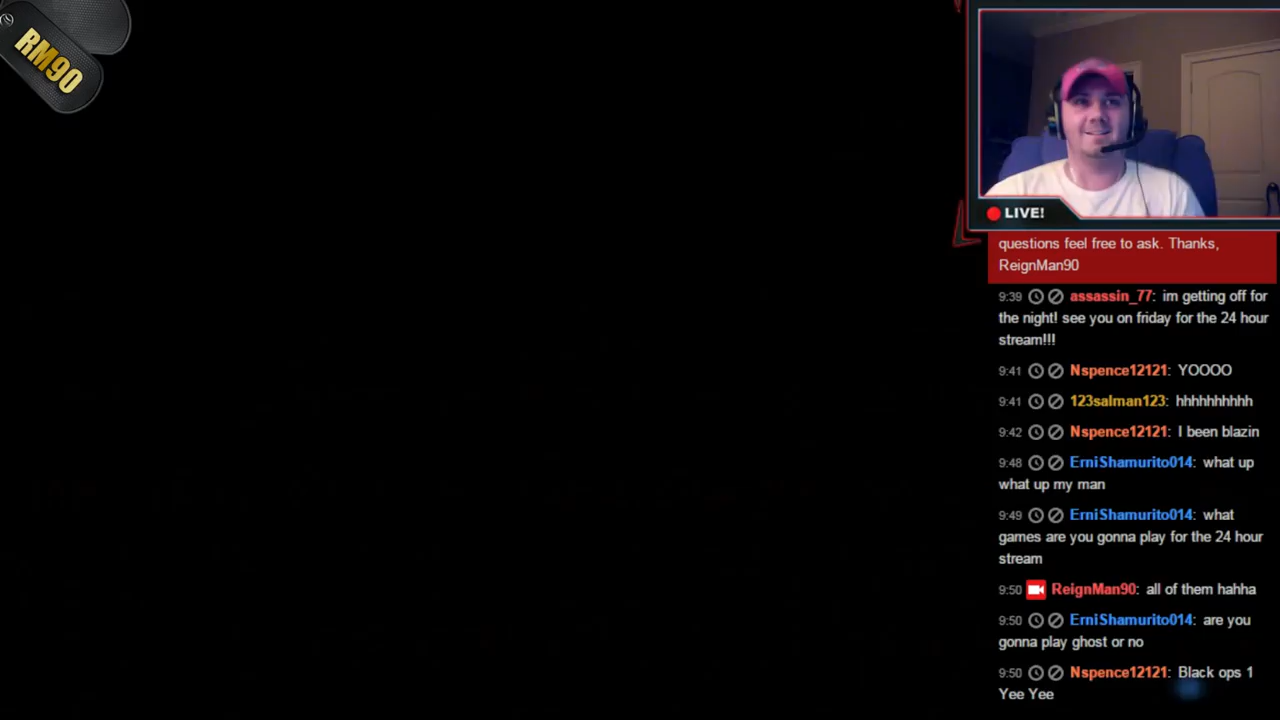 RM90
LIVE!
questions feel free to ask. Thanks,
ReignMan90
9:39 assassin_77: im getting off for
the night! see you on friday for the 24 hour
stream!!!
9:41 Nspence12121: YOOOO
9:41 123salman123: hhhhhhhhhh
9:42 Nspence12121: I been blazin
9:48 ErniShamurito014: what up
what up my man
9:49 ErniShamurito014: what
games are you gonna play for the 24 hour
stream
9:50 ReignMan90: all of them hahha
9:50 ErniShamurito014: are you
gonna play ghost or no
9:50 Nspence12121: Black ops 1
Yee Yee